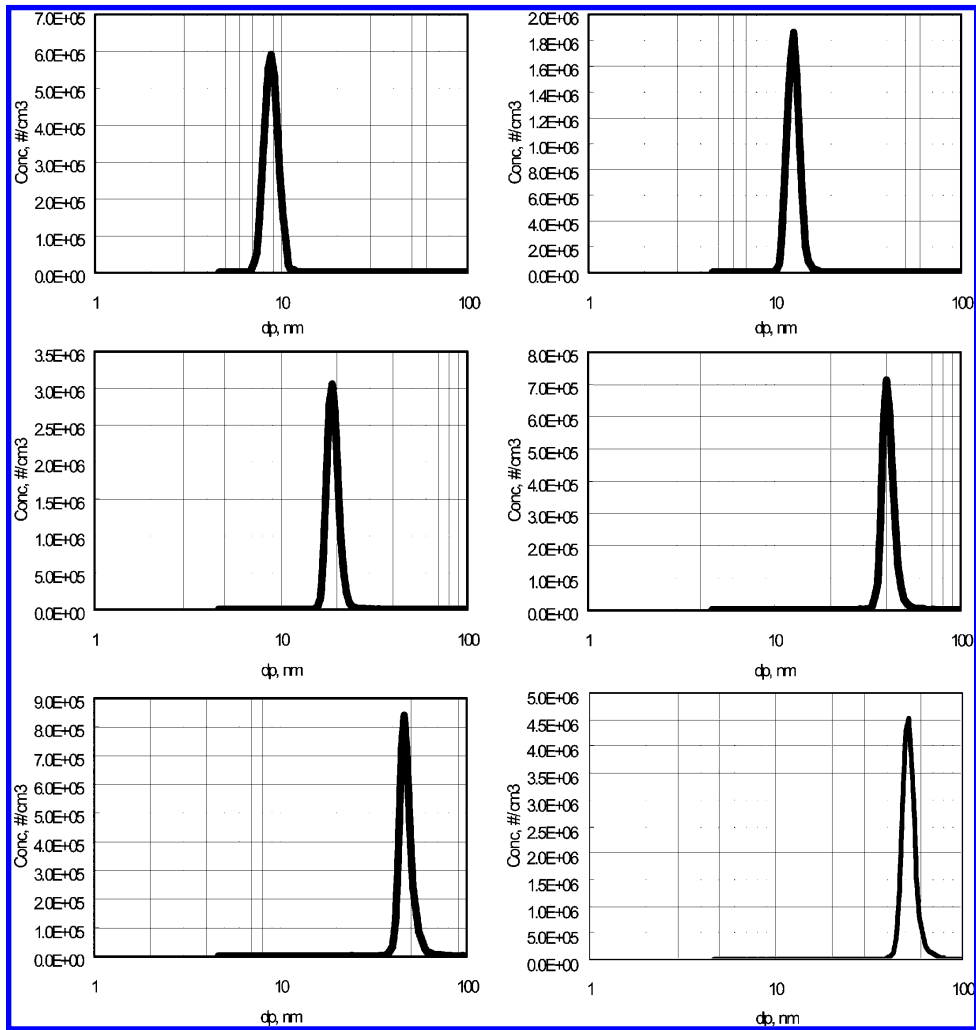 7.0E+05
6.0E+05
5.0E+05
4.0E+05
3.0E+05
2.0E+05
1.0E+05
0.0E+00
Conc, #/cm3
1 10 100
dp, nm
2.0E+06
1.8E+06
1.6E+06
1.4E+06
1.2E+06
1.0E+06
8.0E+05
6.0E+05
4.0E+05
2.0E+05
0.0E+00
Conc, #/cm3
1 10 100
dp, nm
3.5E+06
3.0E+06
2.5E+06
2.0E+06
1.5E+06
1.0E+06
5.0E+05
0.0E+00
Conc, #/cm3
1 10 100
dp, nm
8.0E+05
7.0E+05
6.0E+05
5.0E+05
4.0E+05
3.0E+05
2.0E+05
1.0E+05
0.0E+00
Conc, #/cm3
1 10 100
dp, nm
9.0E+05
8.0E+05
7.0E+05
6.0E+05
5.0E+05
4.0E+05
3.0E+05
2.0E+05
1.0E+05
0.0E+00
Conc, #/cm3
1 10 100
dp, nm
5.0E+06
4.5E+06
4.0E+06
3.5E+06
3.0E+06
2.5E+06
2.0E+06
1.5E+06
1.0E+06
5.0E+05
0.0E+00
Conc, #/cm3
1 10 100
dp, nm